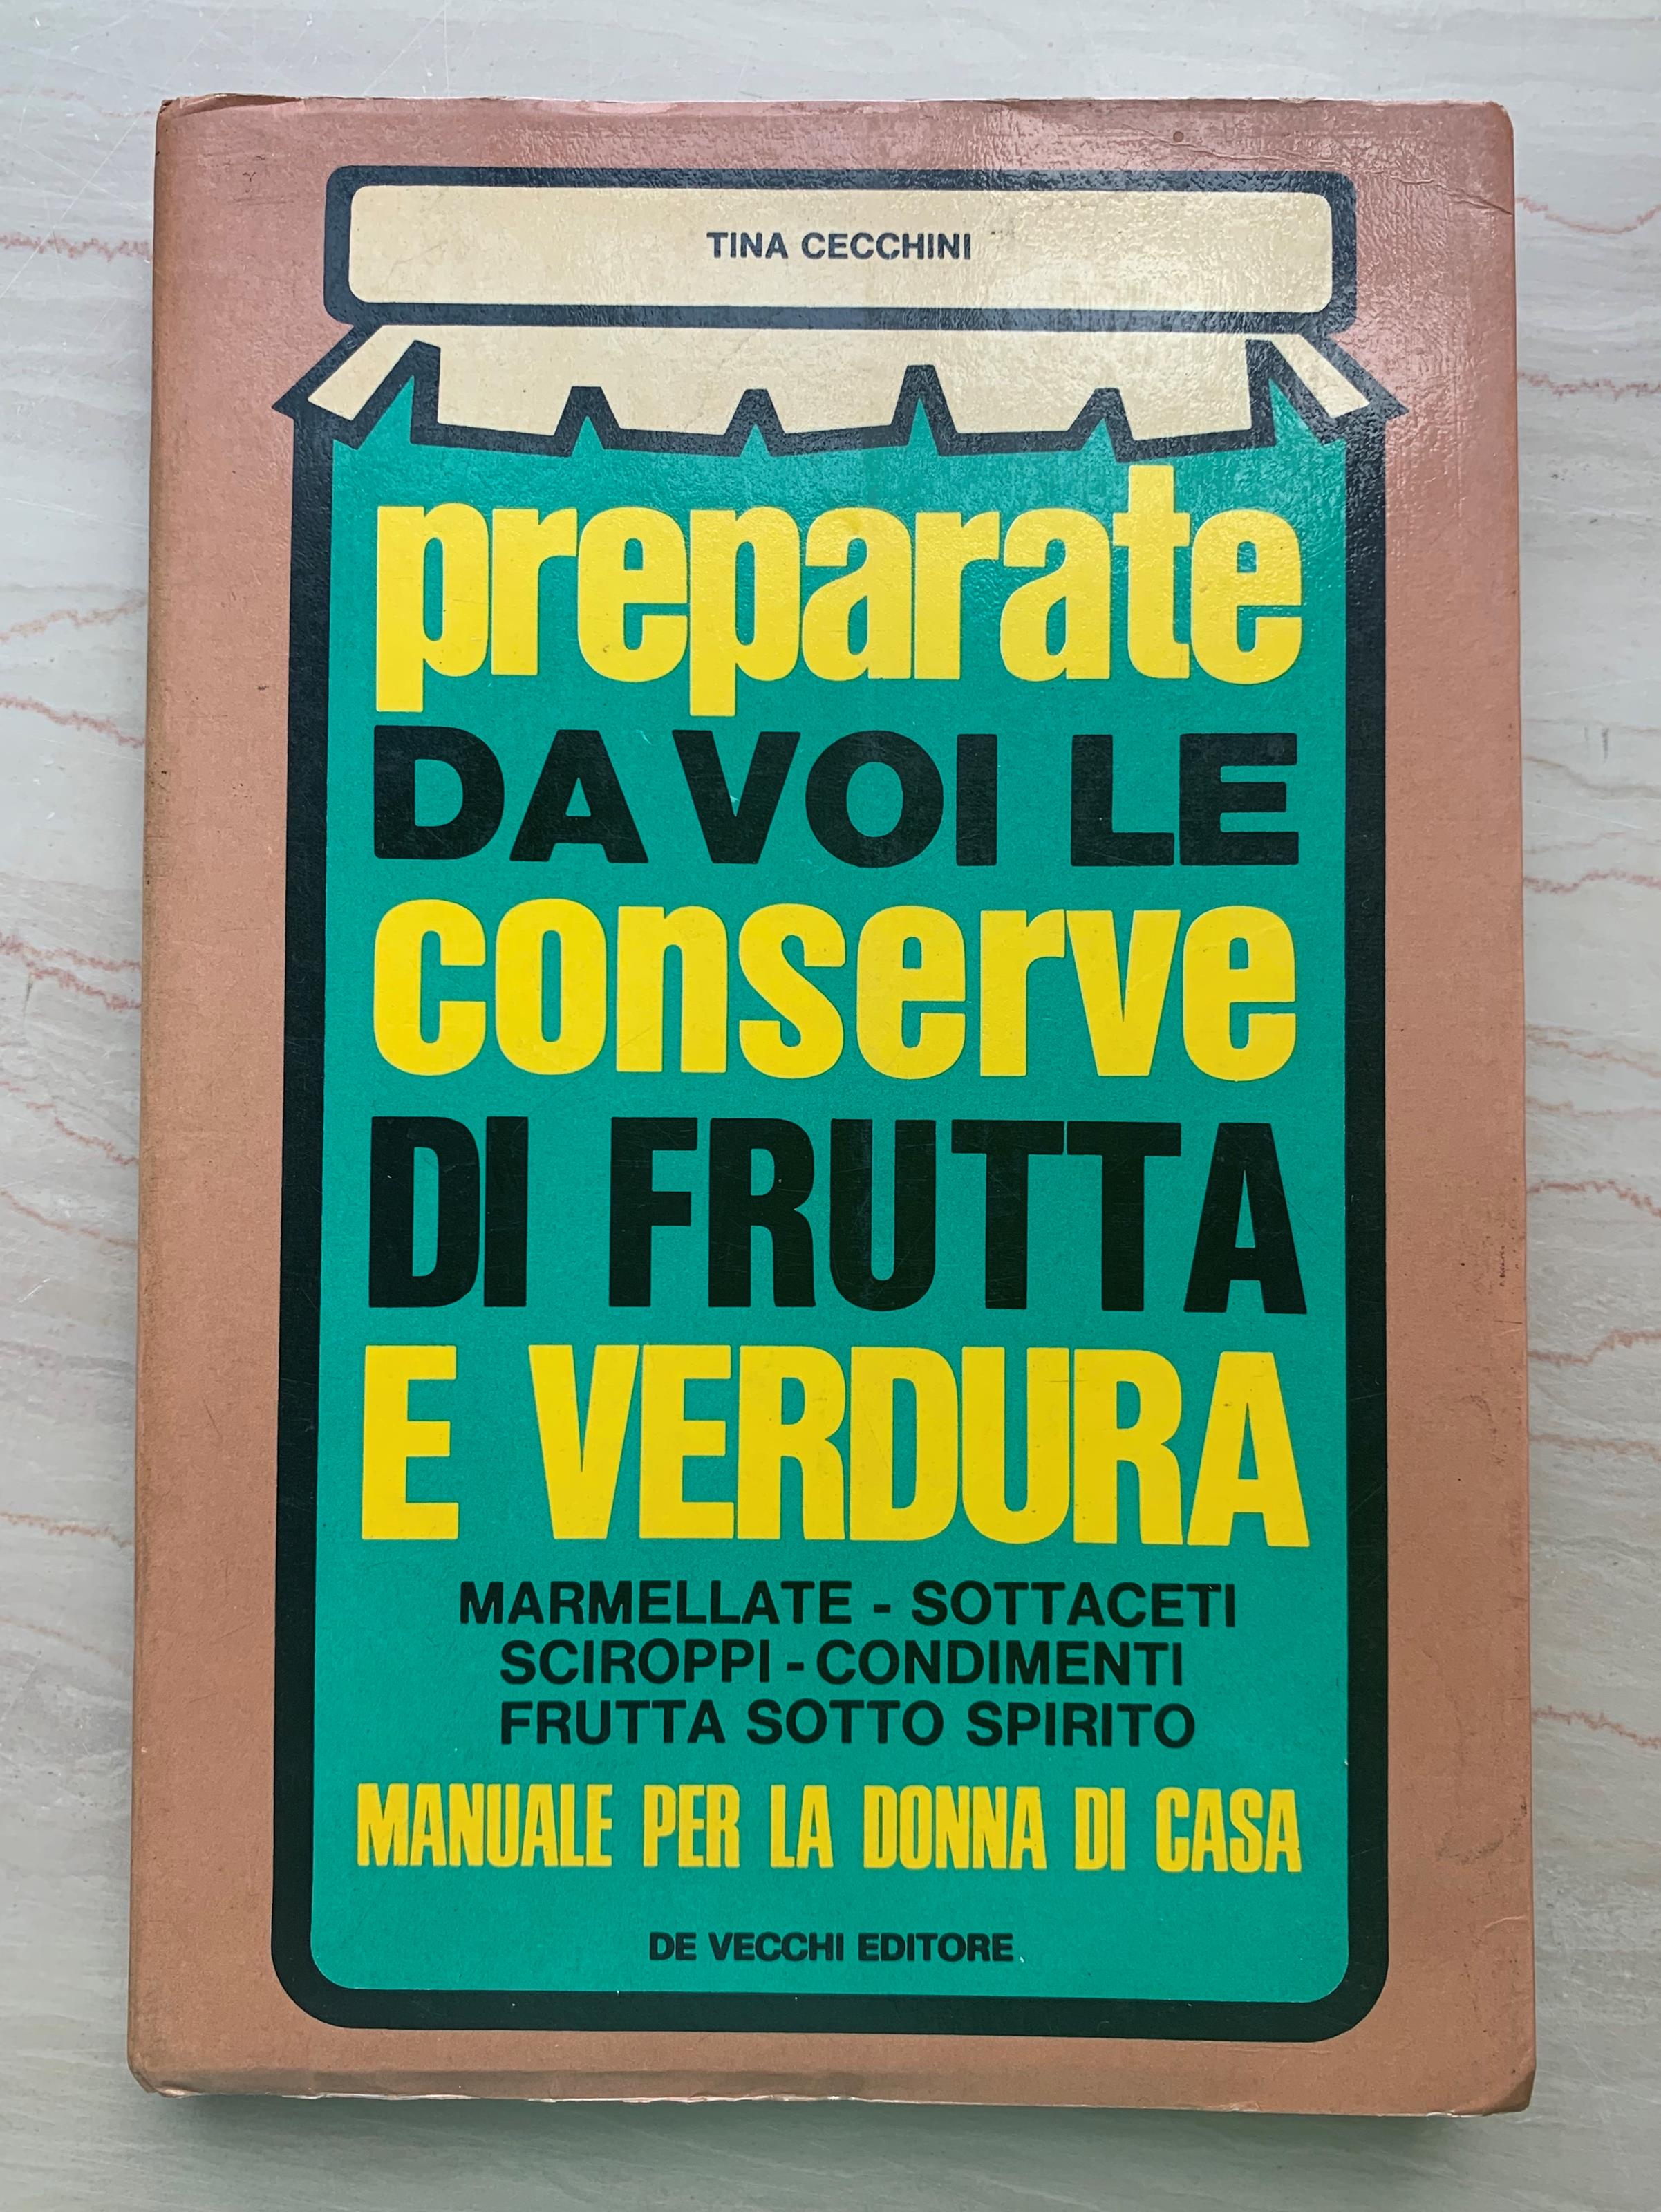 TINA CECCHINI
preparate
DA VOI LE
conserve
DI FRUTTA
E VERDURA
MARMELLATE - SOTTACETI
SCIROPPI - CONDIMENTI
FRUTTA SOTTO SPIRITO
MANUALE PER LA DONNA DI CASA
DE VECCHI EDITORE